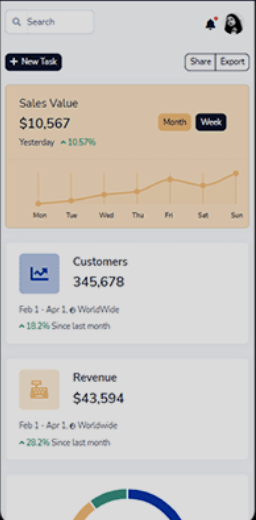 Search
+ New Task
Share Export
Sales Value
$10,567
Month Week
Yesterday 10.57%
Mon Tue Wed Thu Fri Sat Sun
Customers
345,678
Feb 1 - Apr 1, WorldWide
18.2% Since last month
Revenue
$43,594
Feb 1 - Apr 1, Worldwide
28.2% Since last month